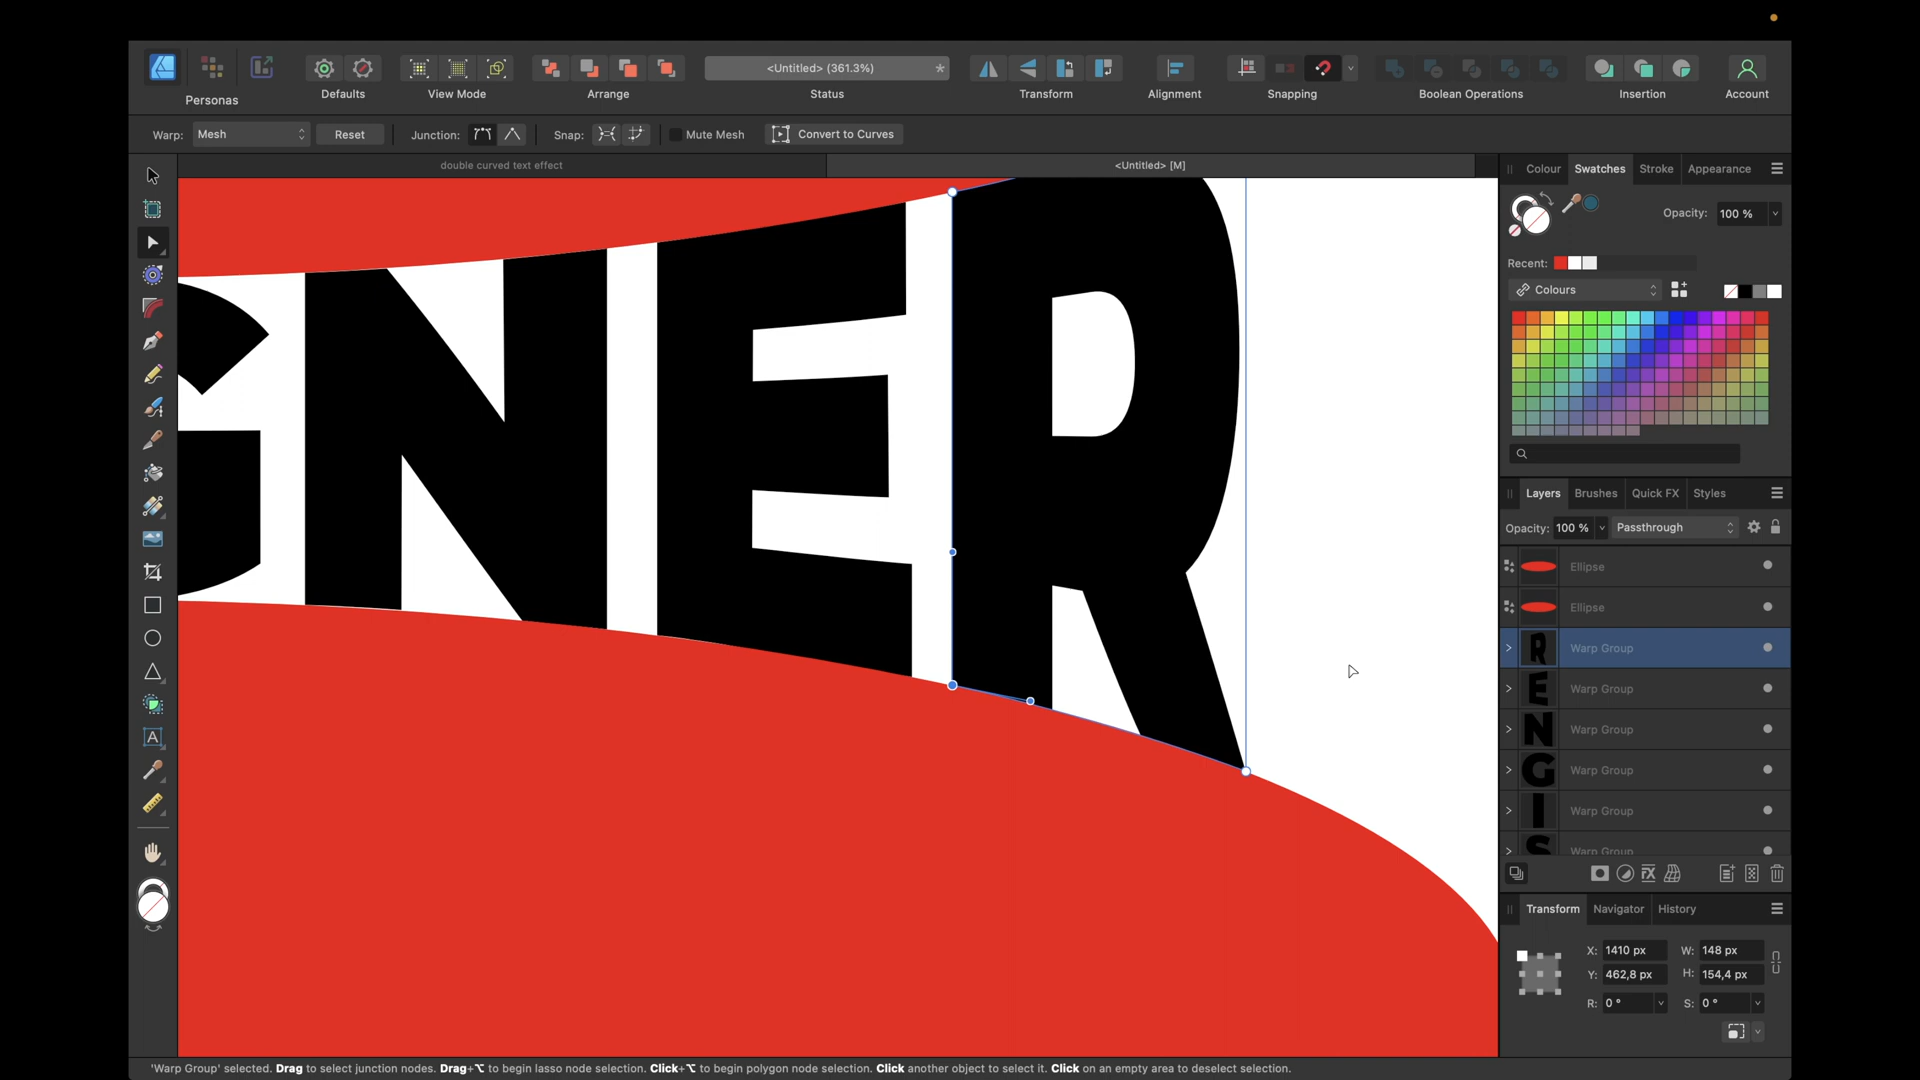 <Untitled> (361.3%)
*
Personas
Defaults
View Mode
Arrange
Status
Transform
Alignment
Snapping
Boolean Operations
Insertion
Account
Warp:
Mesh
Reset
Junction:
Snap:
Mute Mesh
Convert to Curves
double curved text effect
<Untitled> [M]
GNER
A
Colour
Swatches
Stroke
Appearance
Opacity:
100 %
Recent:
Colours
Layers
Brushes
Quick FX
Styles
Opacity:
100 %
Passthrough
Ellipse
Ellipse
R
Warp Group
E
Warp Group
N
Warp Group
G
Warp Group
I
Warp Group
S
Warp Group
FX
Transform
Navigator
History
X:
1410 px
W:
148 px
Y:
462,8 px
H:
154,4 px
R:
0 °
S:
0 °
'Warp Group' selected. Drag to select junction nodes. Drag+⌥ to begin lasso node selection. Click+⌥ to begin polygon node selection. Click another object to select it. Click on an empty area to deselect selection.